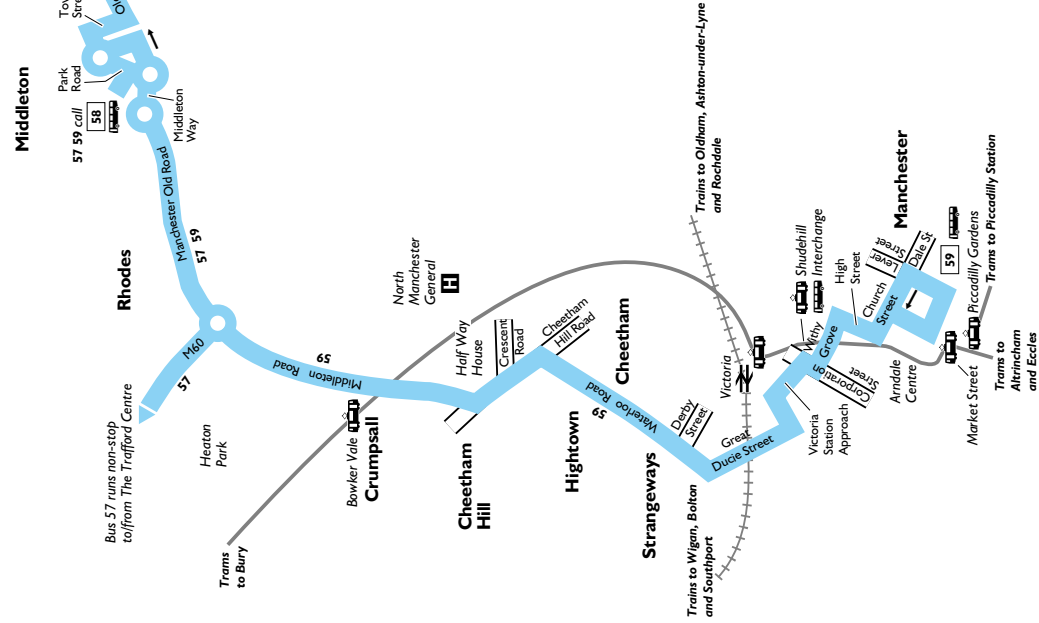 Middleton
Tow
Stre
Ol
Park
Road
57 59 call
58
Middleton
Way
Manchester Old Road
57 59
Rhodes
M60
57
Bus 57 runs non-stop
to/from The Trafford Centre
Heaton
Park
Middleton Road
59
North
Manchester
General
H
Trams
to Bury
Bowker Vale
Crumpsall
Half Way
House
Crescent
Road
Cheetham
Hill Road
Cheetham
Hill
Cheetham
Hightown
Waterloo Road
59
Strangeways
Derby
Street
Great
Ducie Street
Trains to Wigan, Bolton
and Southport
Trains to Oldham, Ashton-under-Lyne
and Rochdale
Victoria
Victoria
Station
Approach
Corporation
Street
Withy
Grove
Shudehill
Interchange
High
Street
Church
Street
Lever
Street
Dale St
Manchester
59
Arndale
Centre
Market Street
Piccadilly Gardens
Trams to Piccadilly Station
Trams to
Altrincham
and Eccles